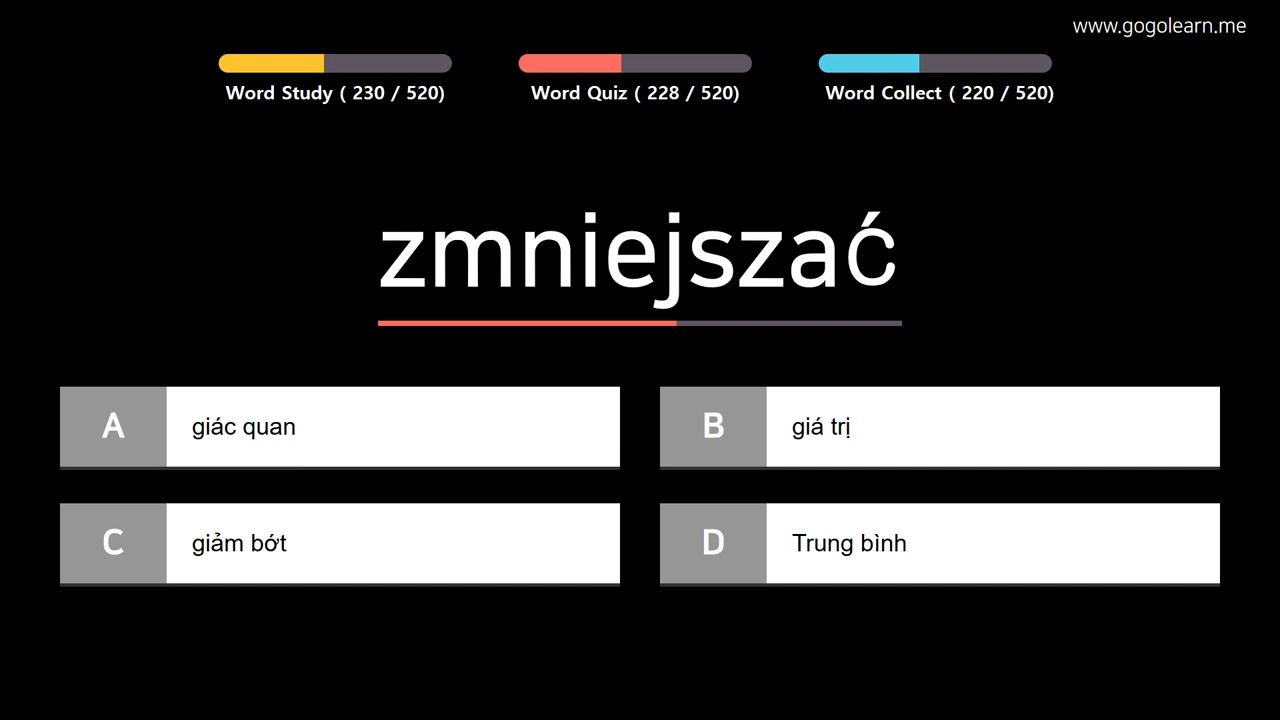 www.gogolearn.me
Word Study ( 230 / 520)
Word Quiz ( 228 / 520)
Word Collect ( 220 / 520)
zmniejszać
A
giác quan
B
giá trị
C
giảm bớt
D
Trung bình